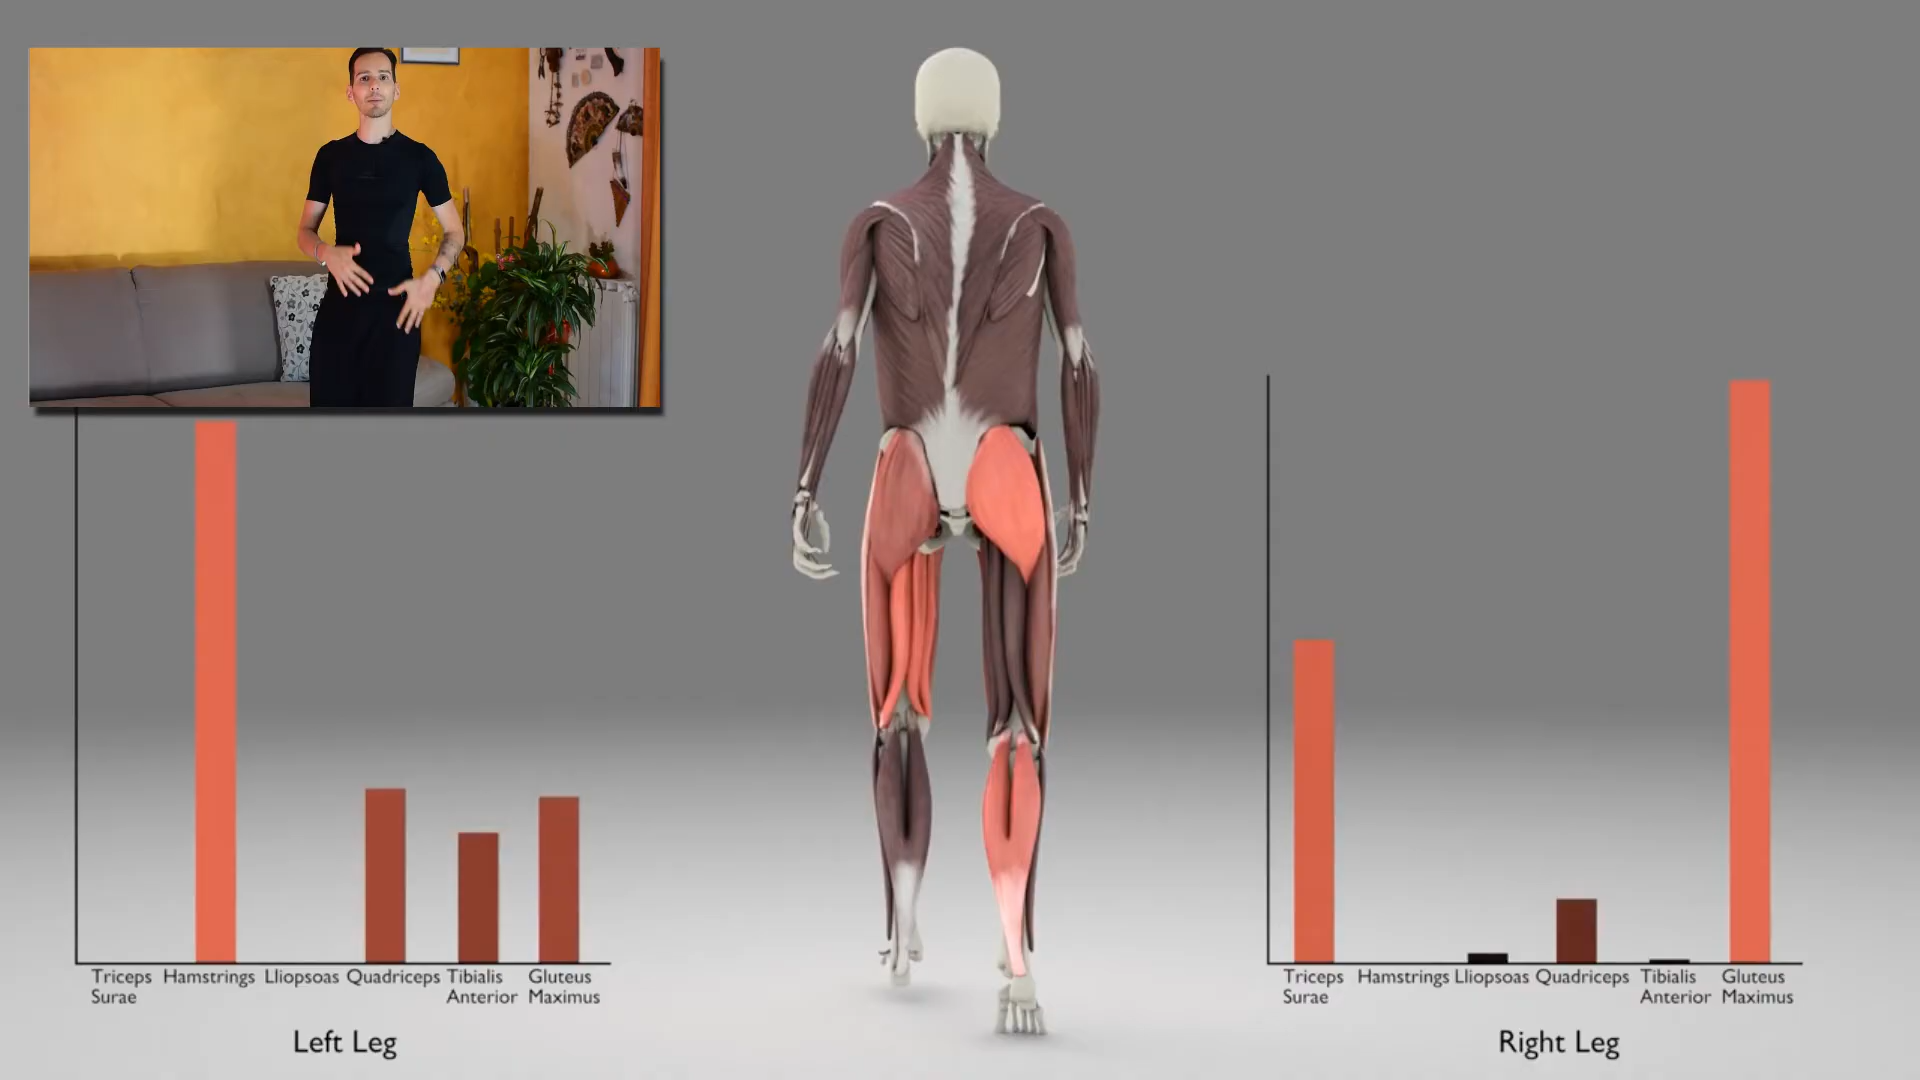 Triceps Hamstrings Lliopsoas Quadriceps Tibialis Gluteus
Surae Anterior Maximus
Left Leg
Triceps Hamstrings Lliopsoas Quadriceps Tibialis Gluteus
Surae Anterior Maximus
Right Leg